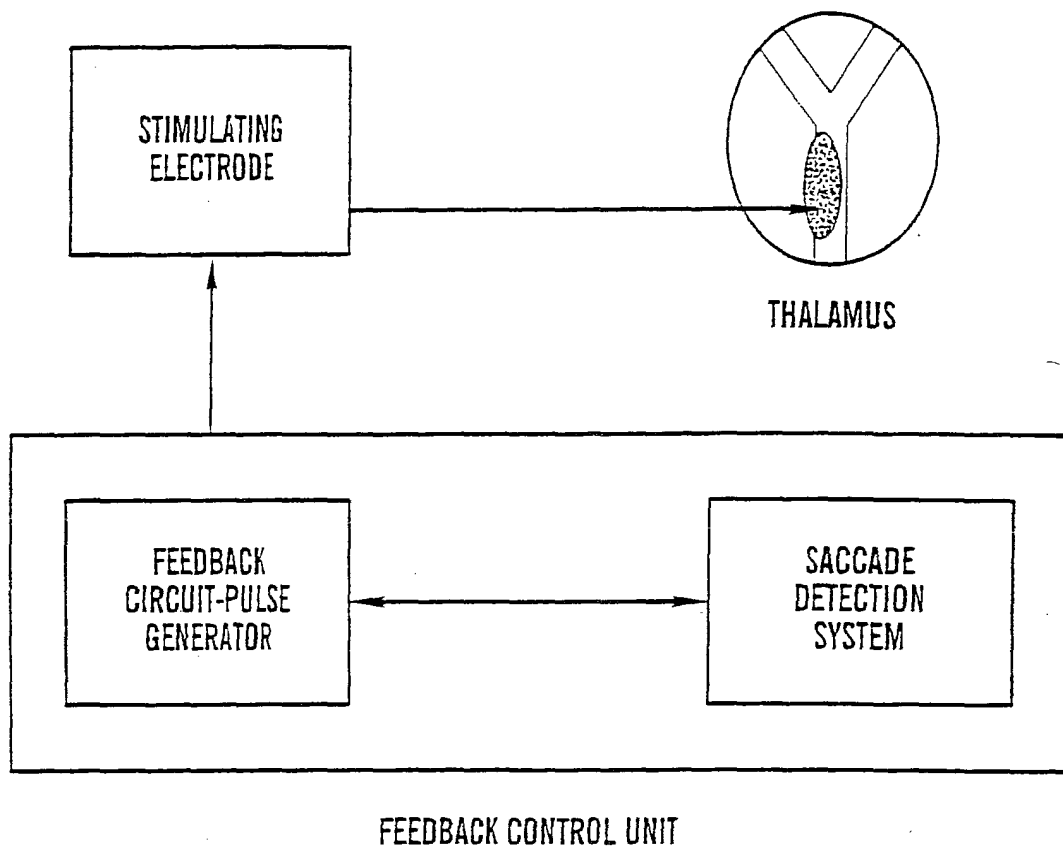 STIMULATING
ELECTRODE
THALAMUS
FEEDBACK
CIRCUIT-PULSE
GENERATOR
SACCADE
DETECTION
SYSTEM
FEEDBACK CONTROL UNIT